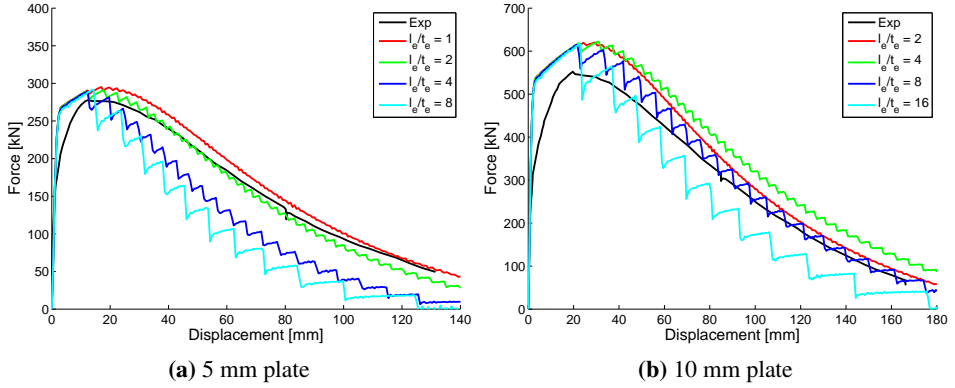 400
350
300
250
200
150
100
50
0
Force [kN]
0 20 40 60 80 100 120 140
Displacement [mm]
Exp
l_e/t_e = 1
l_e/t_e = 2
l_e/t_e = 4
l_e/t_e = 8
(a) 5 mm plate
700
600
500
400
300
200
100
0
Force [kN]
0 20 40 60 80 100 120 140 160 180
Displacement [mm]
Exp
l_e/t_e = 2
l_e/t_e = 4
l_e/t_e = 8
l_e/t_e = 16
(b) 10 mm plate